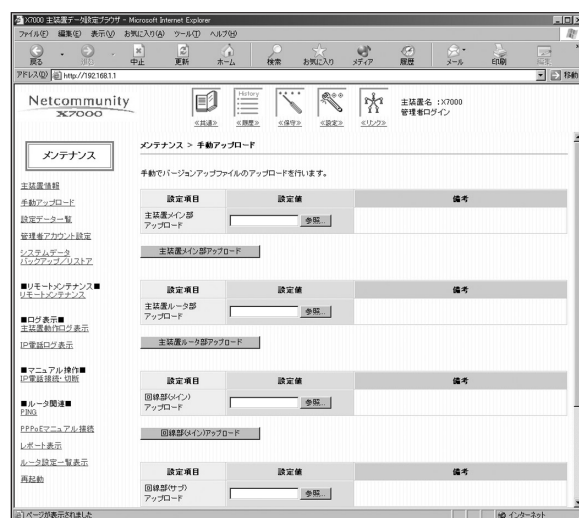 X7000 主装置データ設定ブラウザ - Microsoft Internet Explorer
ファイル(F) 編集(E) 表示(V) お気に入り(A) ツール(T) ヘルプ(H)
戻る 進む 中止 更新 ホーム 検索 お気に入り メディア 履歴 メール 印刷 編集
アドレス(D) http://192.168.1.1 移動
Netcommunity
X7000
History
≪共通≫ ≪履歴≫ ≪保守≫ ≪設定≫ ≪リンク≫
主装置名 :X7000
管理者ログイン
メンテナンス
主装置情報
手動アップロード
設定データ一覧
管理者アカウント設定
システムデータ
バックアップ/リストア
■リモートメンテナンス■
リモートメンテナンス
■ログ表示■
主装置動作ログ表示
IP電話ログ表示
■マニュアル操作■
IP電話接続・切断
■ルータ関連■
PING
PPPoEマニュアル接続
レポート表示
ルータ設定一覧表示
再起動
メンテナンス > 手動アップロード
手動でバージョンアップファイルのアップロードを行います。
設定項目 設定値 備考
主装置メイン部
アップロード
参照...
主装置メイン部アップロード
設定項目 設定値 備考
主装置ルータ部
アップロード
参照...
主装置ルータ部アップロード
設定項目 設定値 備考
回線部(メイン)
アップロード
参照...
回線部(メイン)アップロード
設定項目 設定値 備考
回線部(サブ)
アップロード
参照...
ページが表示されました
インターネット